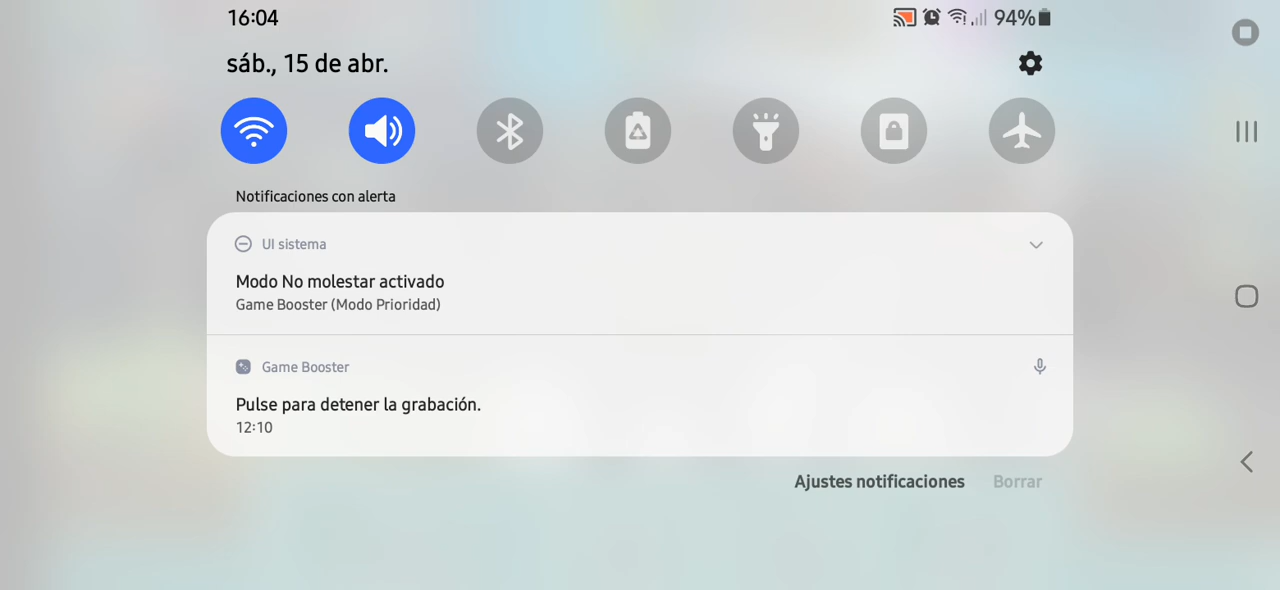 16:04
94%
sáb., 15 de abr.
Notificaciones con alerta
UI sistema
Modo No molestar activado
Game Booster (Modo Prioridad)
Game Booster
Pulse para detener la grabación.
12:10
Ajustes notificaciones
Borrar